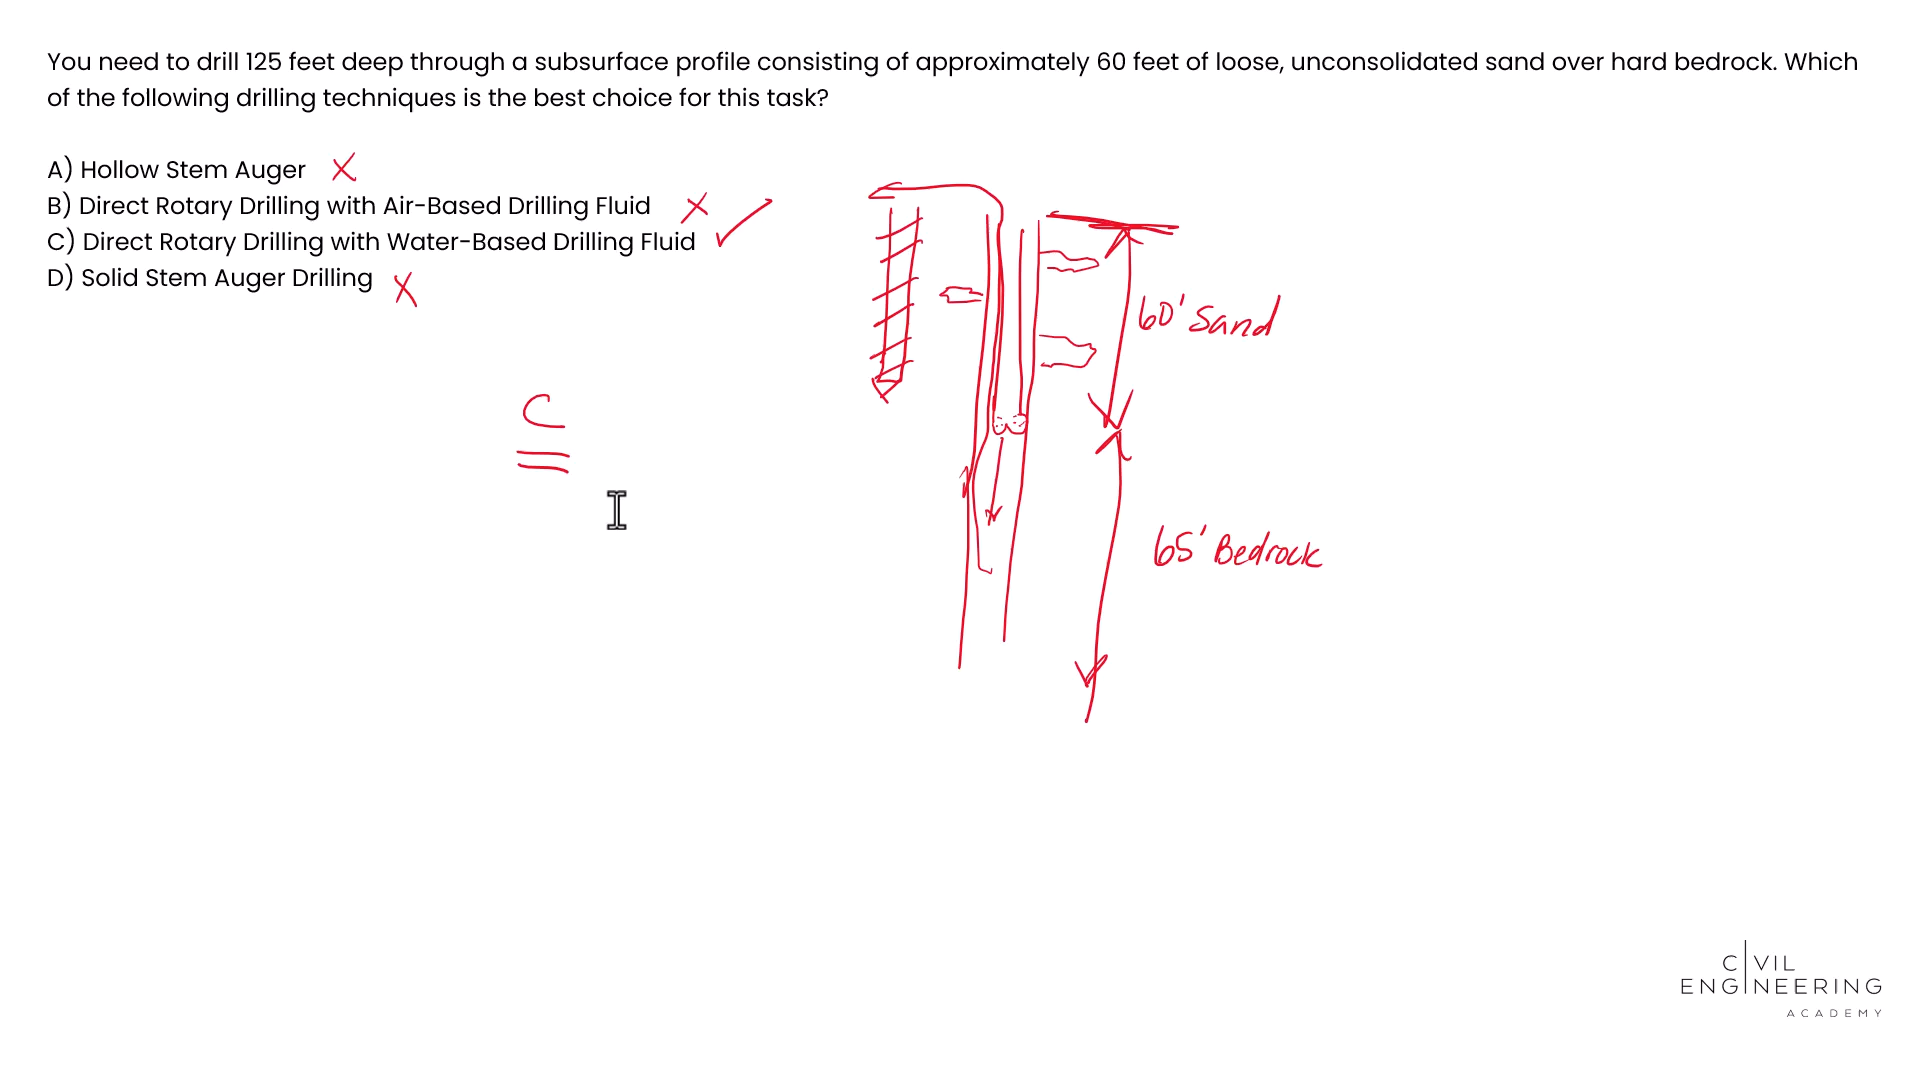 You need to drill 125 feet deep through a subsurface profile consisting of approximately 60 feet of loose, unconsolidated sand over hard bedrock. Which
of the following drilling techniques is the best choice for this task?
A) Hollow Stem Auger
B) Direct Rotary Drilling with Air-Based Drilling Fluid
C) Direct Rotary Drilling with Water-Based Drilling Fluid
D) Solid Stem Auger Drilling
60' Sand
C
65' Bedrock
CIVIL
ENGINEERING
ACADEMY